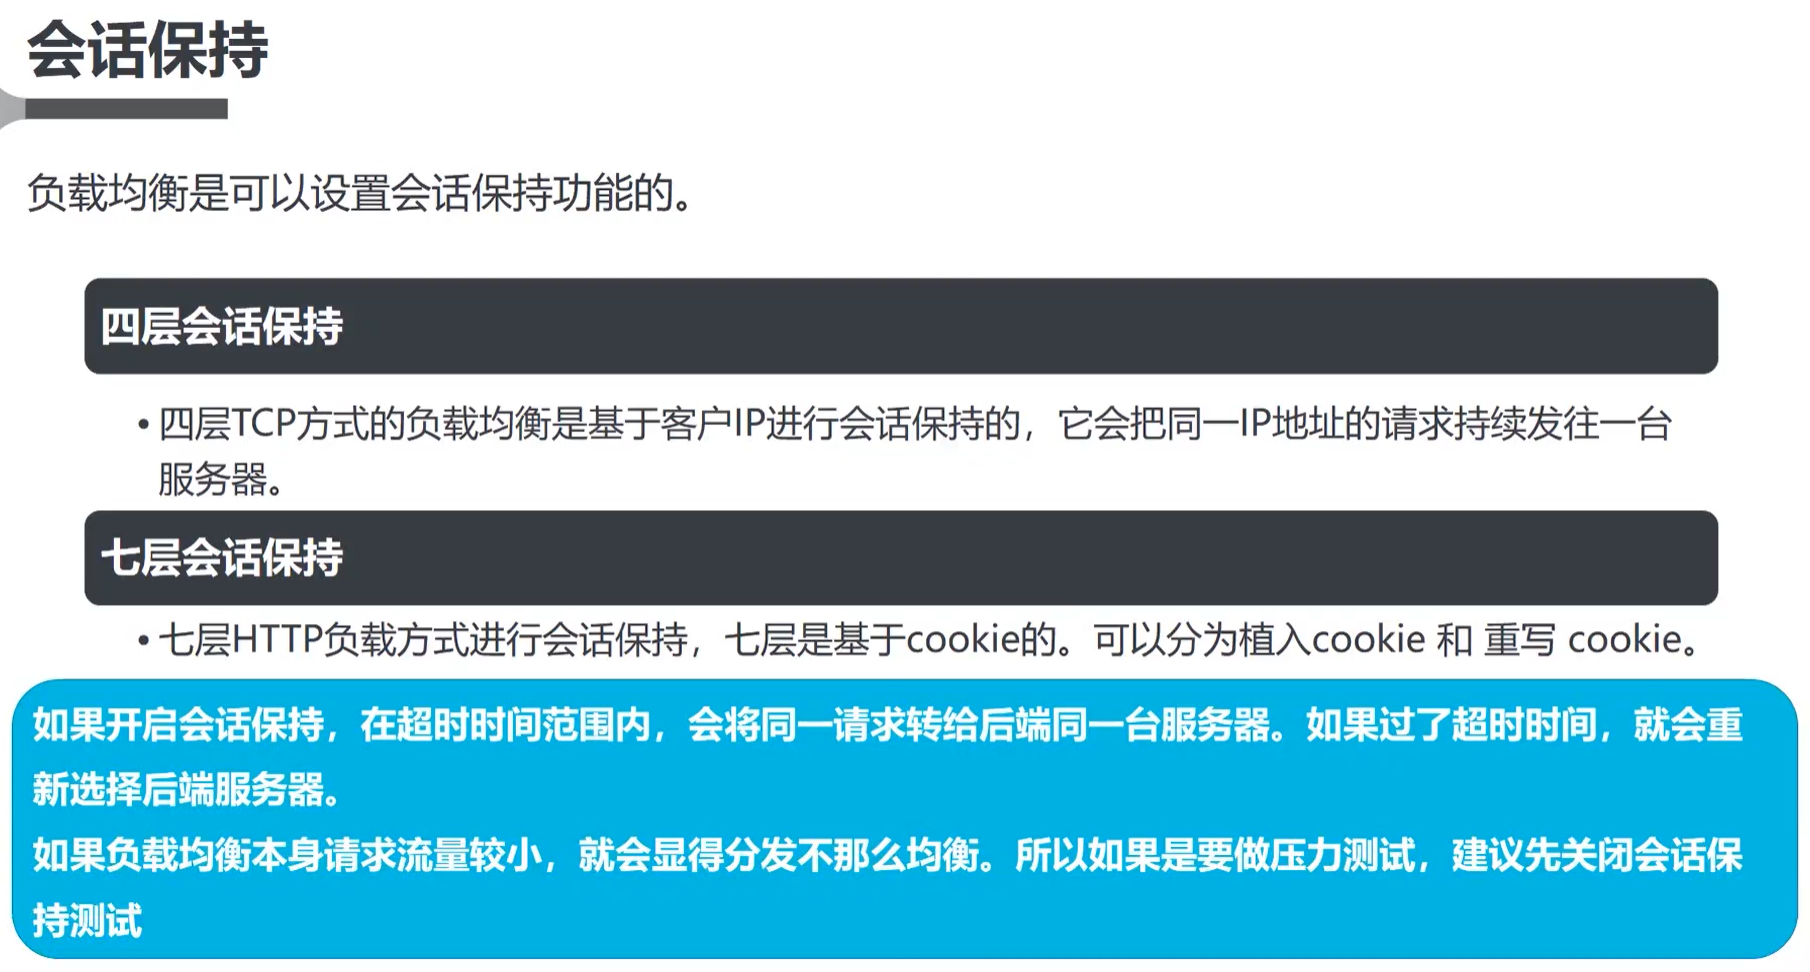 会话保持
负载均衡是可以设置会话保持功能的。
四层会话保持
• 四层TCP方式的负载均衡是基于客户IP进行会话保持的，它会把同一IP地址的请求持续发往一台
服务器。
七层会话保持
• 七层HTTP负载方式进行会话保持，七层是基于cookie的。可以分为植入cookie 和 重写 cookie。
如果开启会话保持，在超时时间范围内，会将同一请求转给后端同一台服务器。如果过了超时时间，就会重
新选择后端服务器。
如果负载均衡本身请求流量较小，就会显得分发不那么均衡。所以如果是要做压力测试，建议先关闭会话保
持测试